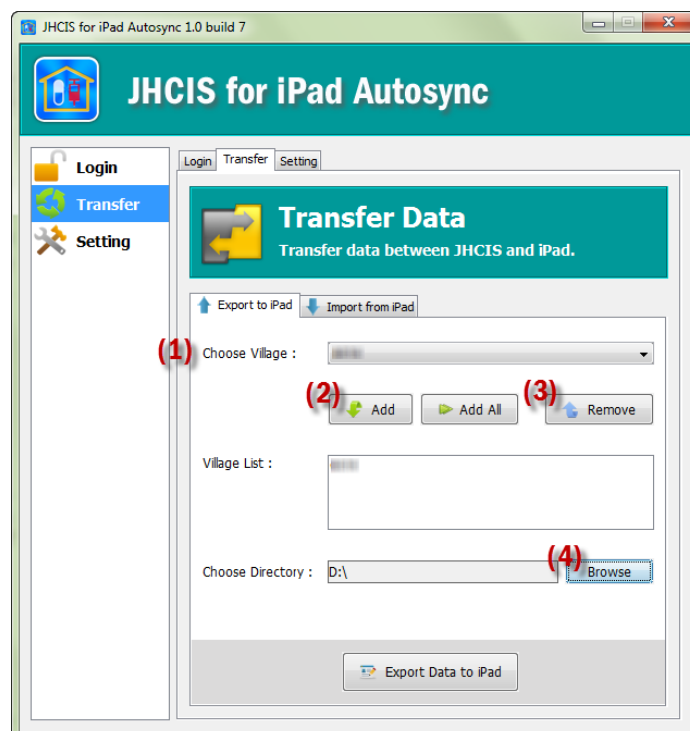 JHCIS for iPad Autosync 1.0 build 7
JHCIS for iPad Autosync
Login
Transfer
Setting
Login Transfer Setting
Transfer Data
Transfer data between JHCIS and iPad.
Export to iPad Import from iPad
(1) Choose Village :
(2) Add Add All (3) Remove
Village List :
Choose Directory : D:\ (4) Browse
Export Data to iPad